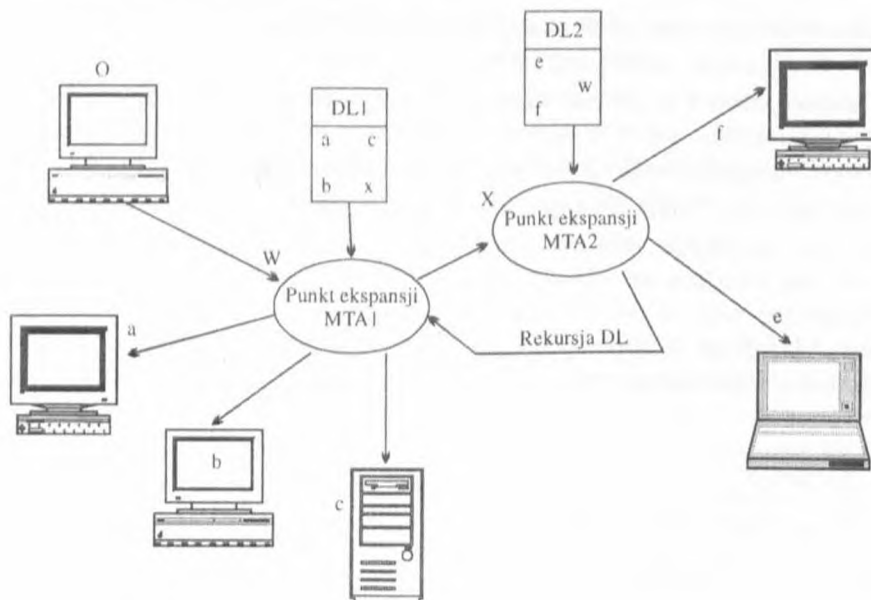 DL2
e
w
f
O
DL1
a c
b x
f
X
Punkt ekspansji
MTA2
W
Punkt ekspansji
MTA1
a
e
Rekursja DL
b
c